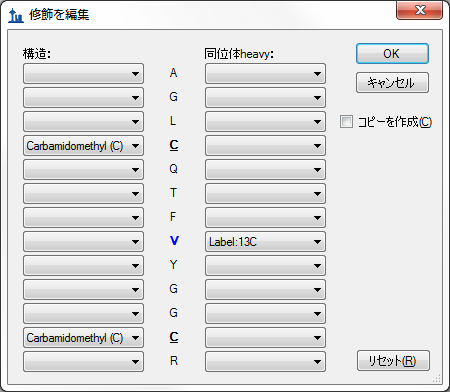 修飾を編集
構造:
同位体heavy:
OK
A
キャンセル
G
L
コピーを作成(C)
Carbamidomethyl (C)
C
Q
T
F
V
Label:13C
Y
G
G
Carbamidomethyl (C)
C
R
リセット(R)